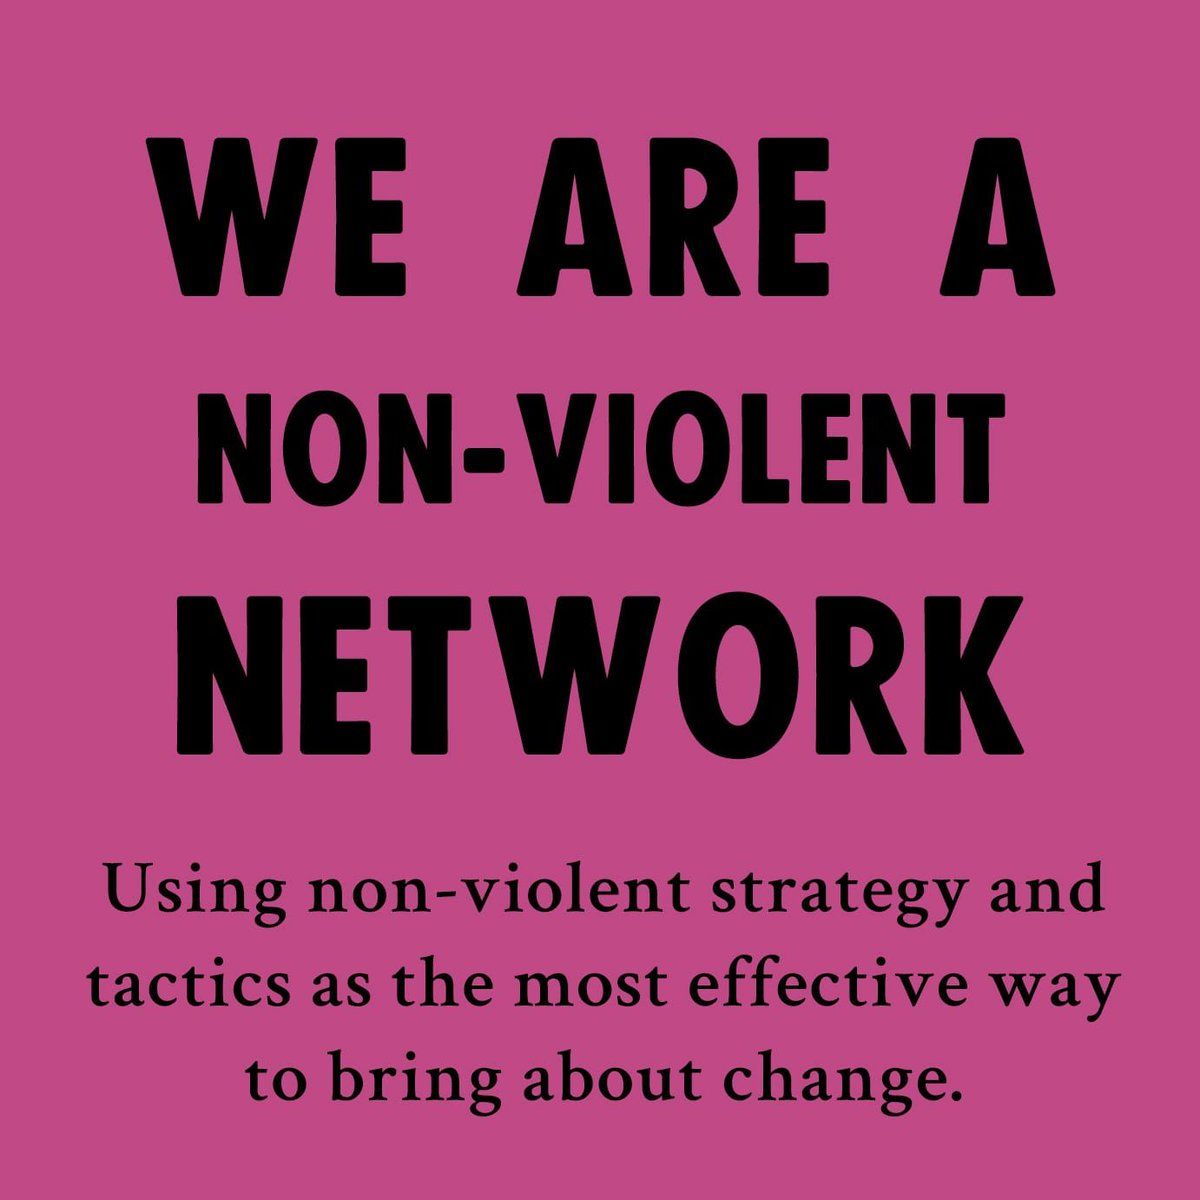 WE ARE A
NON-VIOLENT
NETWORK
Using non-violent strategy and
tactics as the most effective way
to bring about change.